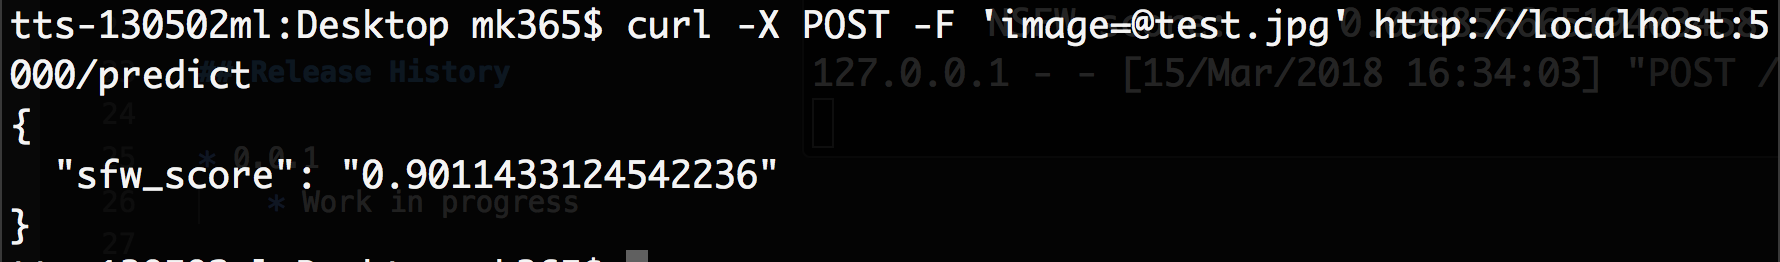 tts-130502ml:Desktop mk365$ curl -X POST -F 'image=@test.jpg' http://localhost:5
000/predict
## Release History
127.0.0.1 - - [15/Mar/2018 16:34:03] "POST /
{
24
"sfw_score": "0.9011433124542236"
25 * 0.0.1
26 * Work in progress
}
27